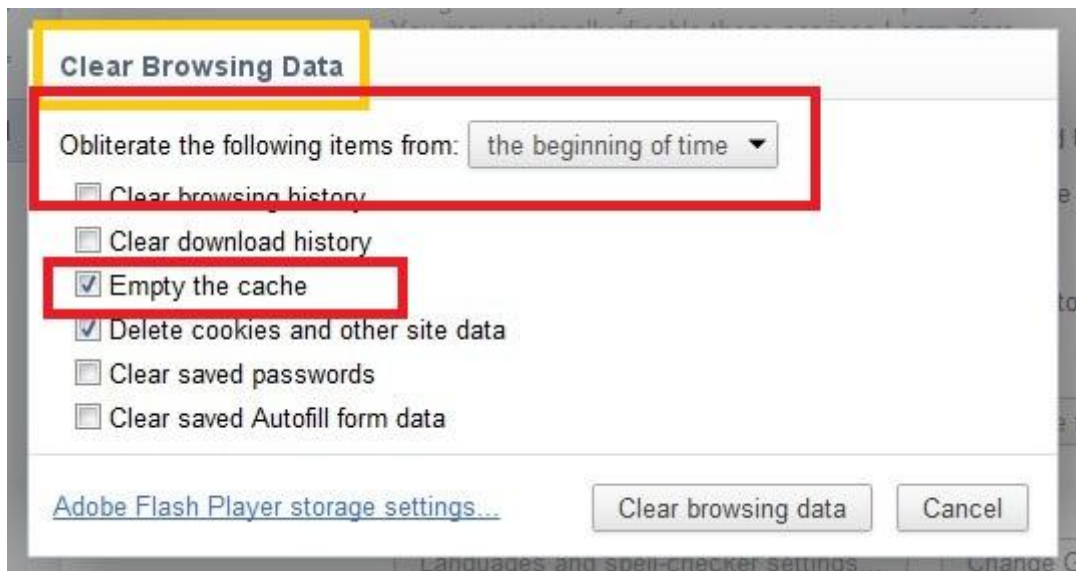 Clear Browsing Data
Obliterate the following items from: the beginning of time
Clear browsing history
Clear download history
Empty the cache
Delete cookies and other site data
Clear saved passwords
Clear saved Autofill form data
Adobe Flash Player storage settings... Clear browsing data Cancel
Languages and spell-checker settings... Change G